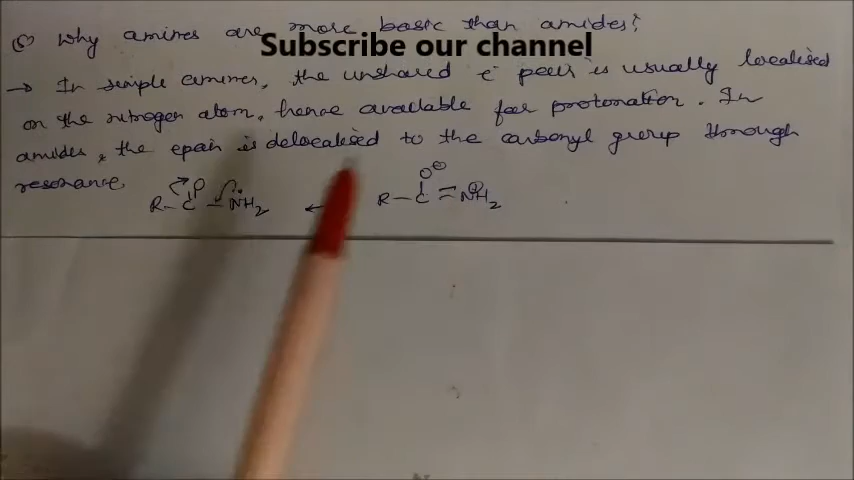 Why amines are more basic than amides?
Subscribe our channel
→ In simple amines, the unshared e⁻ pair is usually localised
on the nitrogen atom, hence available for protonation. In
amides, the epair is delocalised to the carbonyl group through
resonance
R-C-NH₂ O ← R-C=NH₂ O⊖ ⊕